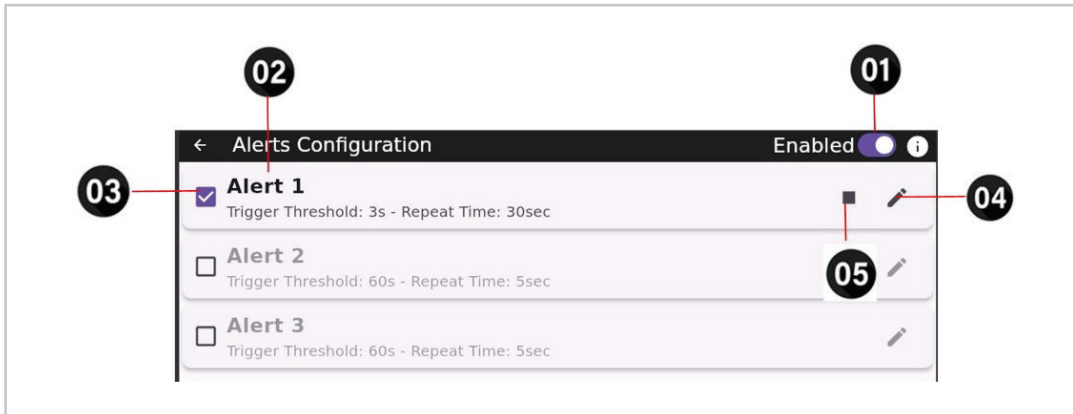 02
01
← Alerts Configuration Enabled
03
Alert 1
Trigger Threshold: 3s - Repeat Time: 30sec
04
Alert 2
Trigger Threshold: 60s - Repeat Time: 5sec
05
Alert 3
Trigger Threshold: 60s - Repeat Time: 5sec